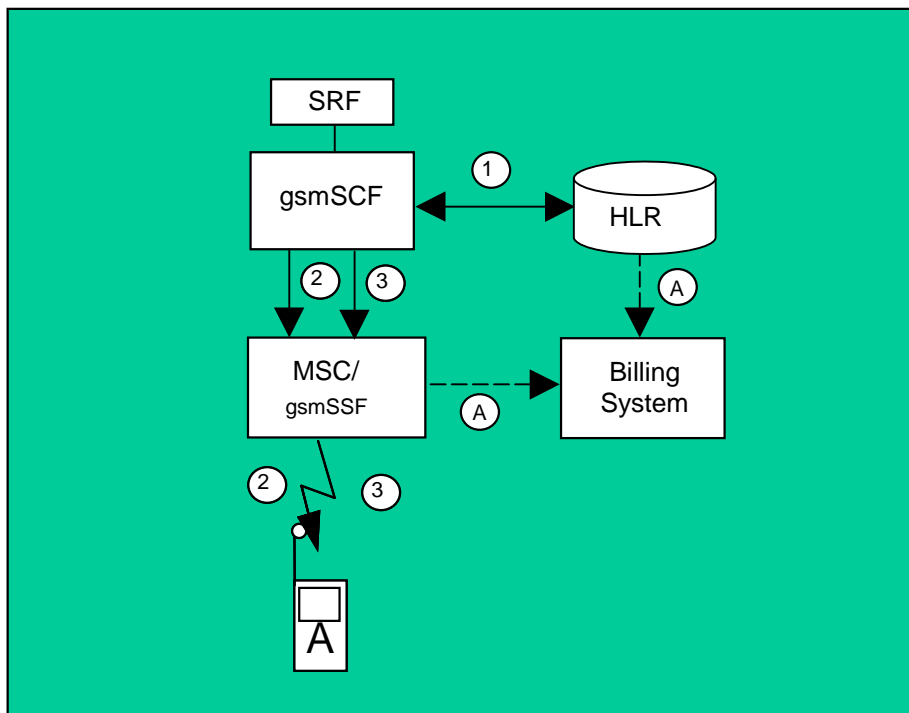 SRF
gsmSCF
1
HLR
2
3
A
MSC/
gsmSSF
A
Billing
System
2
3
A